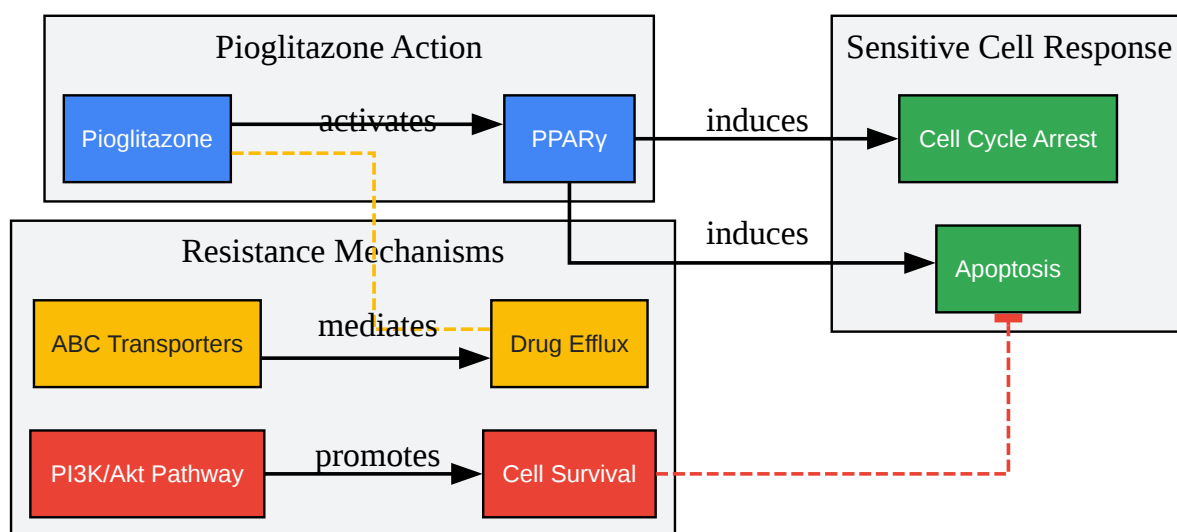 Pioglitazone Action
Sensitive Cell Response
Pioglitazone
activates
PPARγ
induces
Cell Cycle Arrest
induces
Apoptosis
Resistance Mechanisms
ABC Transporters
mediates
Drug Efflux
PI3K/Akt Pathway
promotes
Cell Survival